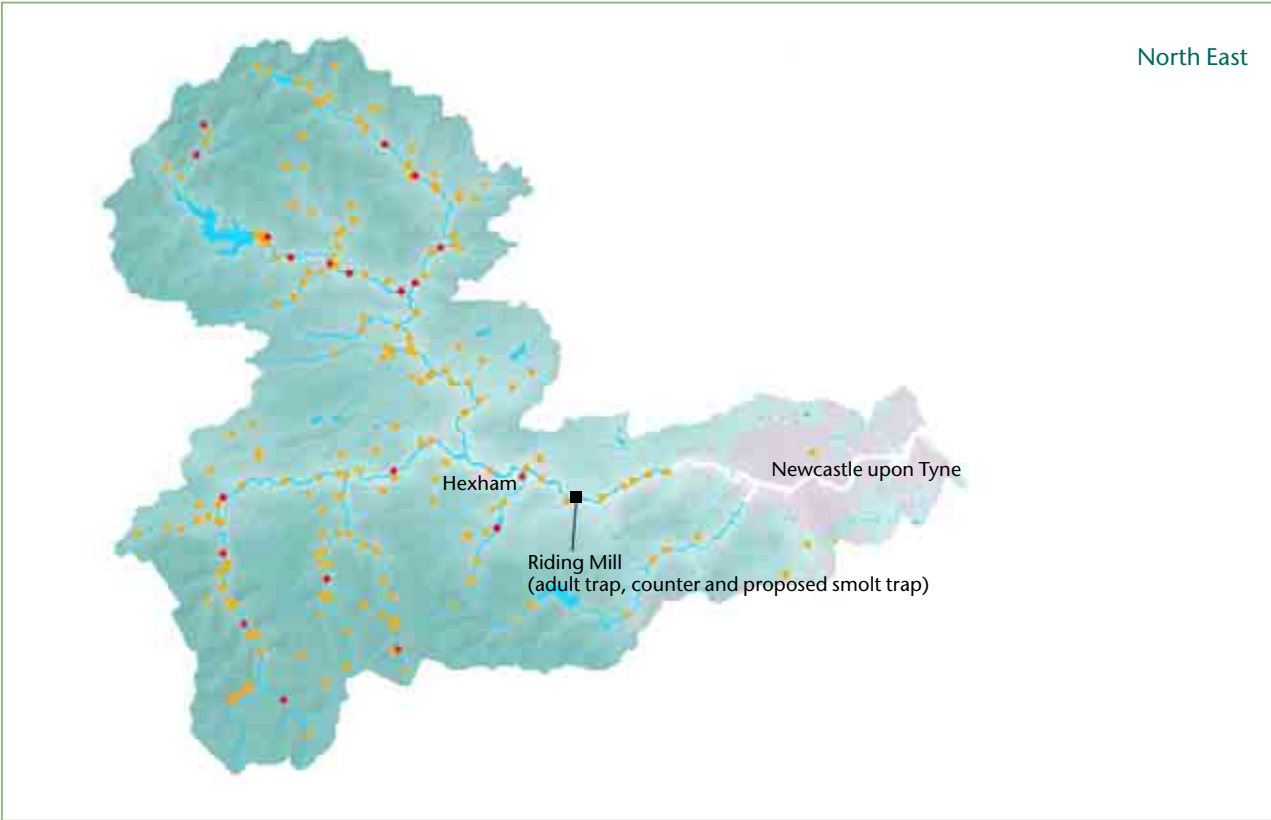 North East
Newcastle upon Tyne
Hexham
Riding Mill
(adult trap, counter and proposed smolt trap)